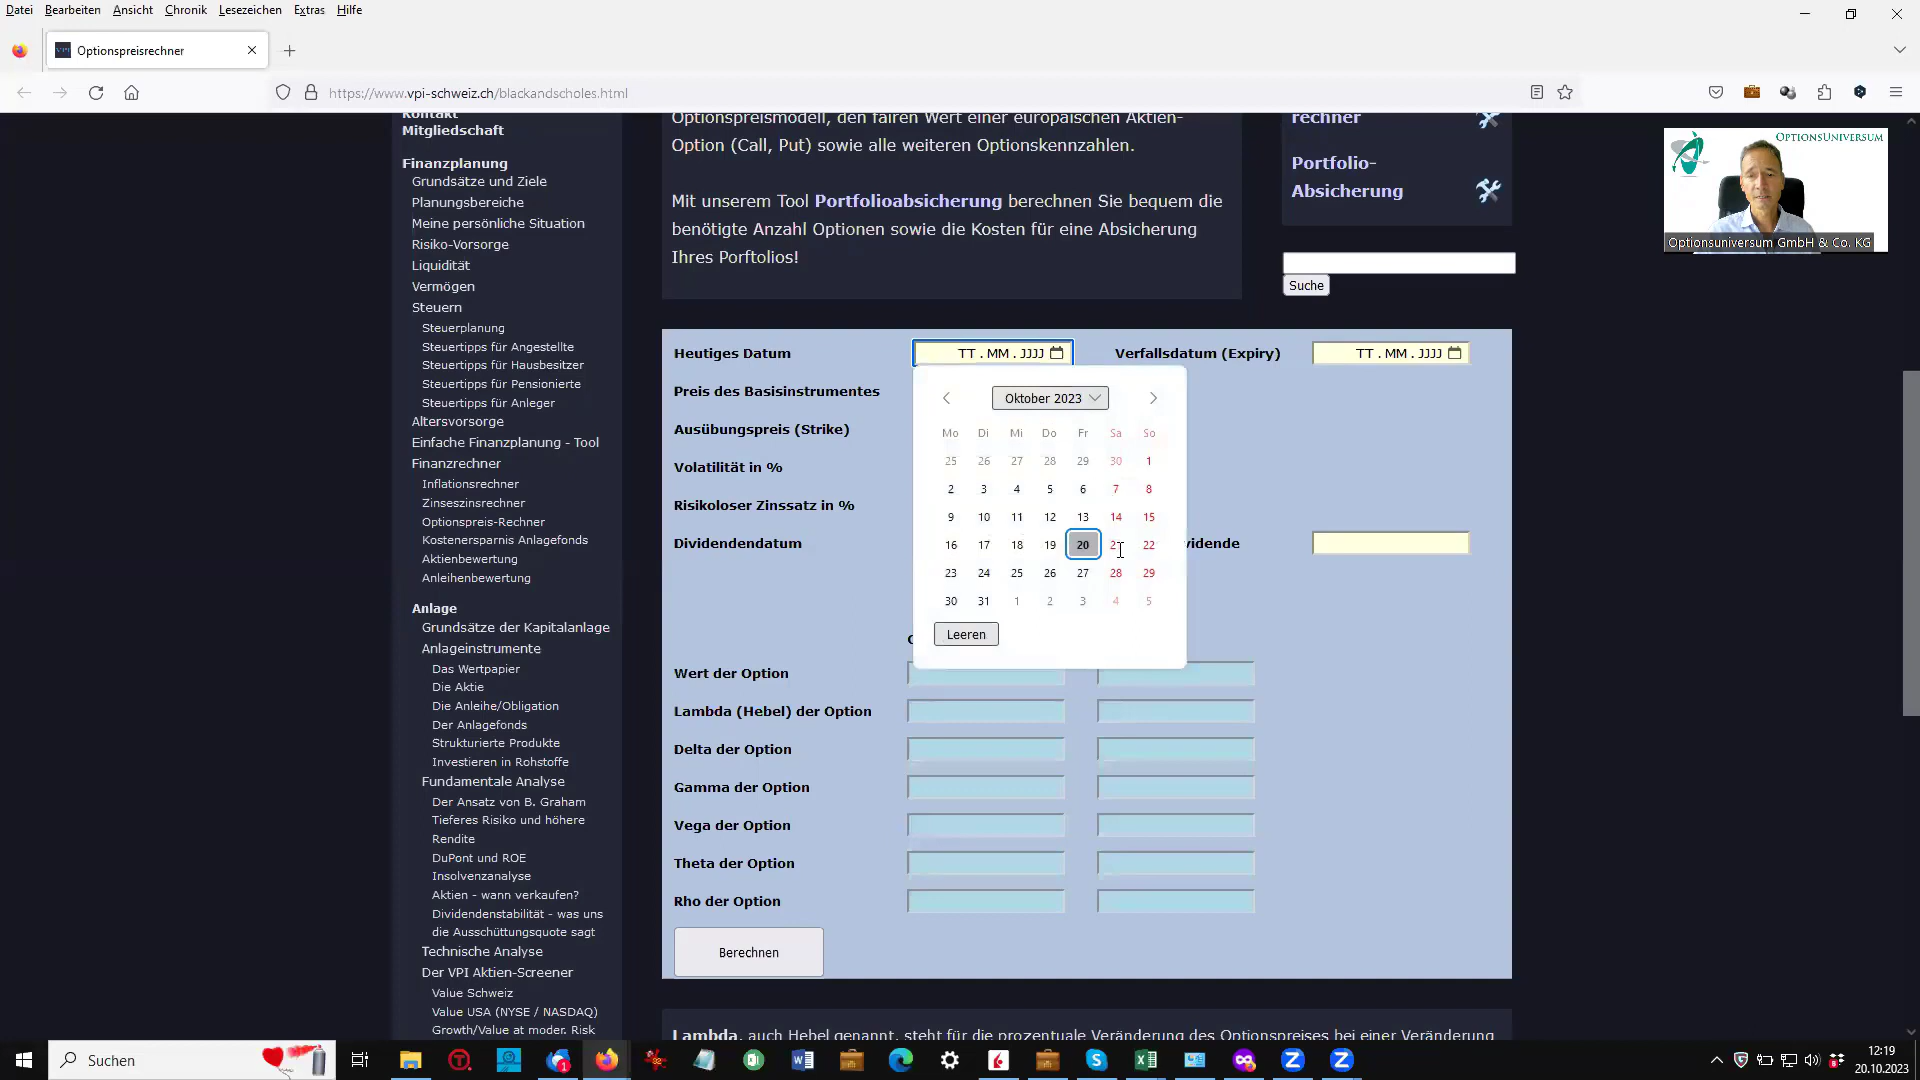 Datei Bearbeiten Ansicht Chronik Lesezeichen Extras Hilfe
VPI Optionspreisrechner
https://www.vpi-schweiz.ch/blackandscholes.html
Kontakt
Mitgliedschaft
Finanzplanung
Grundsätze und Ziele
Planungsbereiche
Meine persönliche Situation
Risiko-Vorsorge
Liquidität
Vermögen
Steuern
Steuerplanung
Steuertipps für Angestellte
Steuertipps für Hausbesitzer
Steuertipps für Pensionierte
Steuertipps für Anleger
Altersvorsorge
Einfache Finanzplanung - Tool
Finanzrechner
Inflationsrechner
Zinseszinsrechner
Optionspreis-Rechner
Kostenersparnis Anlagefonds
Aktienbewertung
Anleihenbewertung
Anlage
Grundsätze der Kapitalanlage
Anlageinstrumente
Das Wertpapier
Die Aktie
Die Anleihe/Obligation
Der Anlagefonds
Strukturierte Produkte
Investieren in Rohstoffe
Fundamentale Analyse
Der Ansatz von B. Graham
Tieferes Risiko und höhere
Rendite
DuPont und ROE
Insolvenzanalyse
Aktien - wann verkaufen?
Dividendenstabilität - was uns
die Ausschüttungsquote sagt
Technische Analyse
Der VPI Aktien-Screener
Value Schweiz
Value USA (NYSE / NASDAQ)
Growth/Value at moder. Risk
Optionspreismodell, den fairen Wert einer europäischen Aktien-
Option (Call, Put) sowie alle weiteren Optionskennzahlen.
Mit unserem Tool Portfolioabsicherung berechnen Sie bequem die
benötigte Anzahl Optionen sowie die Kosten für eine Absicherung
Ihres Porftolios!
rechner
Portfolio-
Absicherung
Suche
OPTIONSUNIVERSUM
Optionsuniversum GmbH & Co. KG
Heutiges Datum TT . MM . JJJJ Verfallsdatum (Expiry) TT . MM . JJJJ
Preis des Basisinstrumentes
Ausübungspreis (Strike)
Volatilität in %
Risikoloser Zinssatz in %
Dividendendatum vidende
Oktober 2023
Mo Di Mi Do Fr Sa So
25 26 27 28 29 30 1
2 3 4 5 6 7 8
9 10 11 12 13 14 15
16 17 18 19 20 2 22
23 24 25 26 27 28 29
30 31 1 2 3 4 5
Leeren
Wert der Option
Lambda (Hebel) der Option
Delta der Option
Gamma der Option
Vega der Option
Theta der Option
Rho der Option
Berechnen
Lambda, auch Hebel genannt, steht für die prozentuale Veränderung des Optionspreises bei einer Veränderung
Suchen
12:19
20.10.2023